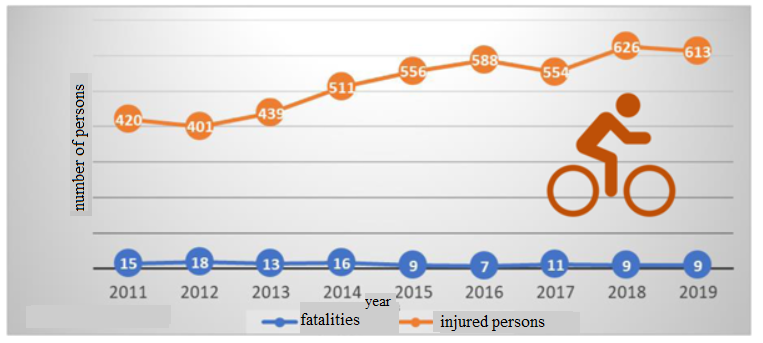 626
588
613
556
554
511
439
420
401
number of persons
15 18 13 16 9 7 11 9 9
2011 2012 2013 2014 2015 2016 2017 2018 2019
year
fatalities injured persons